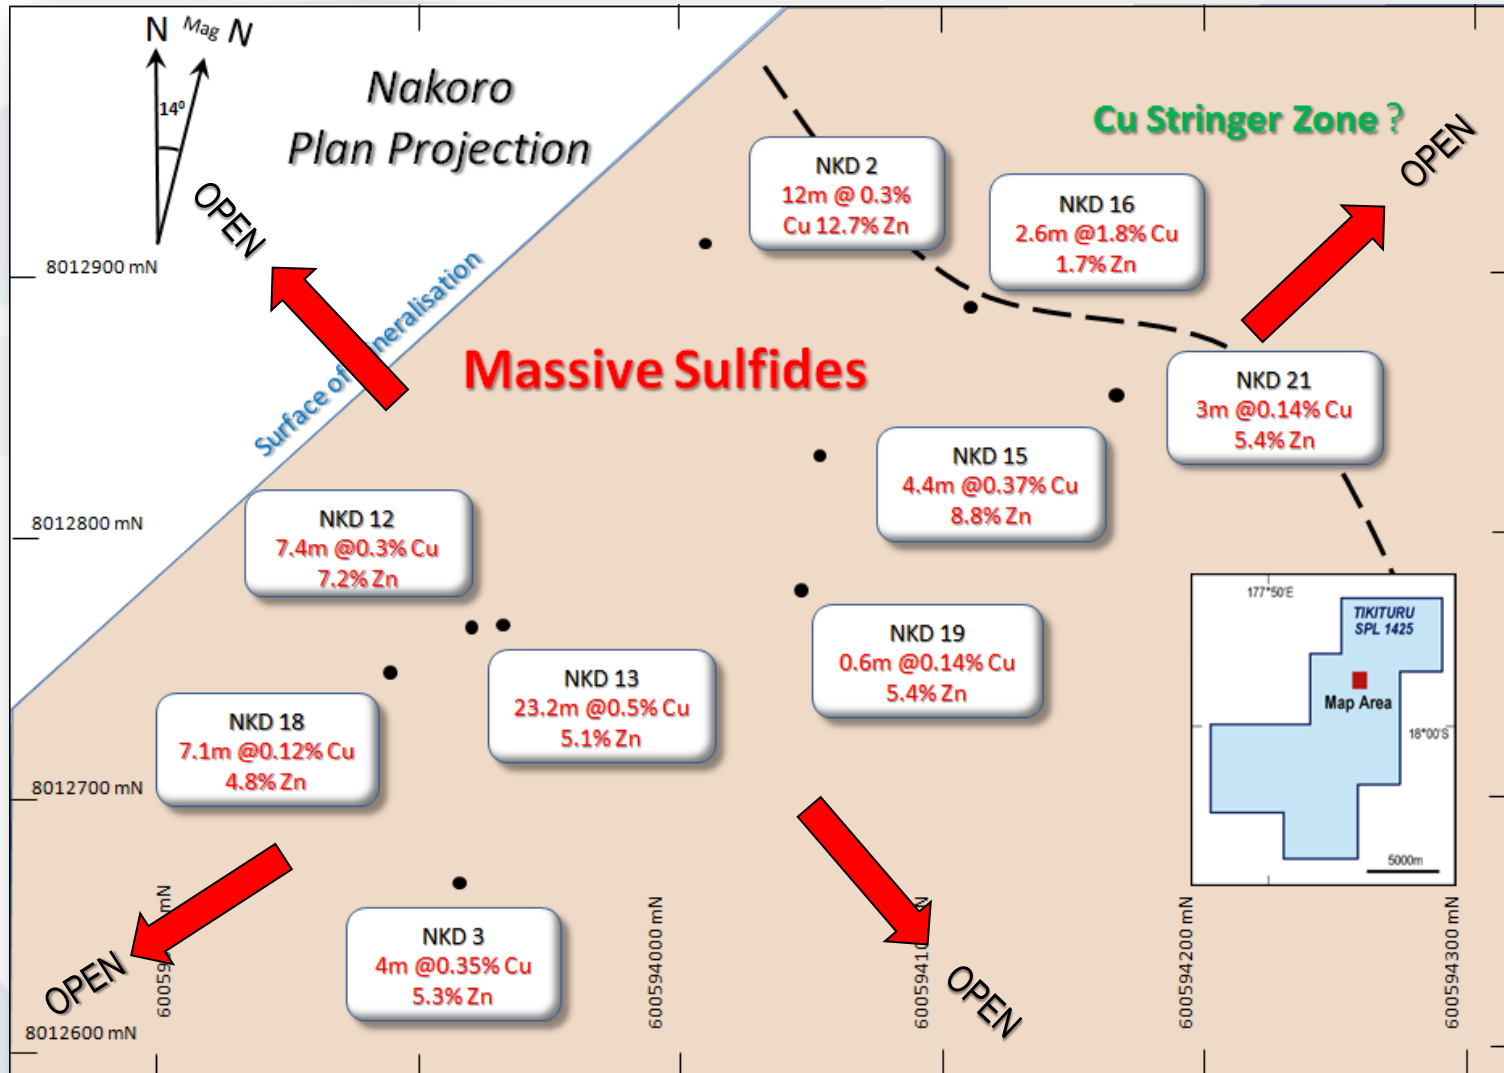 N Mag N
14⁰
Nakoro
Plan Projection
OPEN
Cu Stringer Zone ?
OPEN
NKD 2
12m @ 0.3%
Cu 12.7% Zn
NKD 16
2.6m @1.8% Cu
1.7% Zn
8012900 mN
Surface of
Massive Sulfides
NKD 21
3m @0.14% Cu
5.4% Zn
NKD 15
4.4m @0.37% Cu
8.8% Zn
8012800 mN
NKD 12
7.4m @0.3% Cu
7.2% Zn
177°50'E
TIKITURU
SPL 1425
Map Area
18°00'S
5000m
NKD 19
0.6m @0.14% Cu
5.4% Zn
NKD 13
23.2m @0.5% Cu
5.1% Zn
NKD 18
7.1m @0.12% Cu
4.8% Zn
8012700 mN
NKD 3
4m @0.35% Cu
5.3% Zn
OPEN
OPEN
mN
600594000 mN
600594200 mN
600594300 mN
8012600 mN